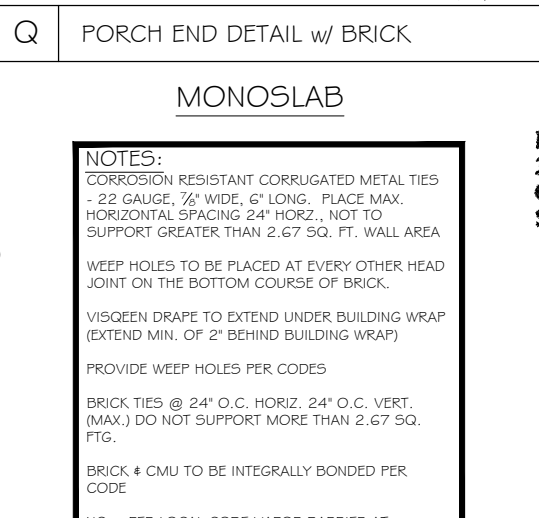 Q PORCH END DETAIL w/ BRICK
MONOSLAB
NOTES:
CORROSION RESISTANT CORRUGATED METAL TIES
- 22 GAUGE, ⅞" WIDE, 6" LONG. PLACE MAX.
HORIZONTAL SPACING 24" HORZ., NOT TO
SUPPORT GREATER THAN 2.67 SQ. FT. WALL AREA
WEEP HOLES TO BE PLACED AT EVERY OTHER HEAD
JOINT ON THE BOTTOM COURSE OF BRICK.
VISQEEN DRAPE TO EXTEND UNDER BUILDING WRAP
(EXTEND MIN. OF 2" BEHIND BUILDING WRAP)
PROVIDE WEEP HOLES PER CODES
BRICK TIES @ 24" O.C. HORIZ. 24" O.C. VERT.
(MAX.) DO NOT SUPPORT MORE THAN 2.67 SQ.
FTG.
BRICK & CMU TO BE INTEGRALLY BONDED PER
CODE